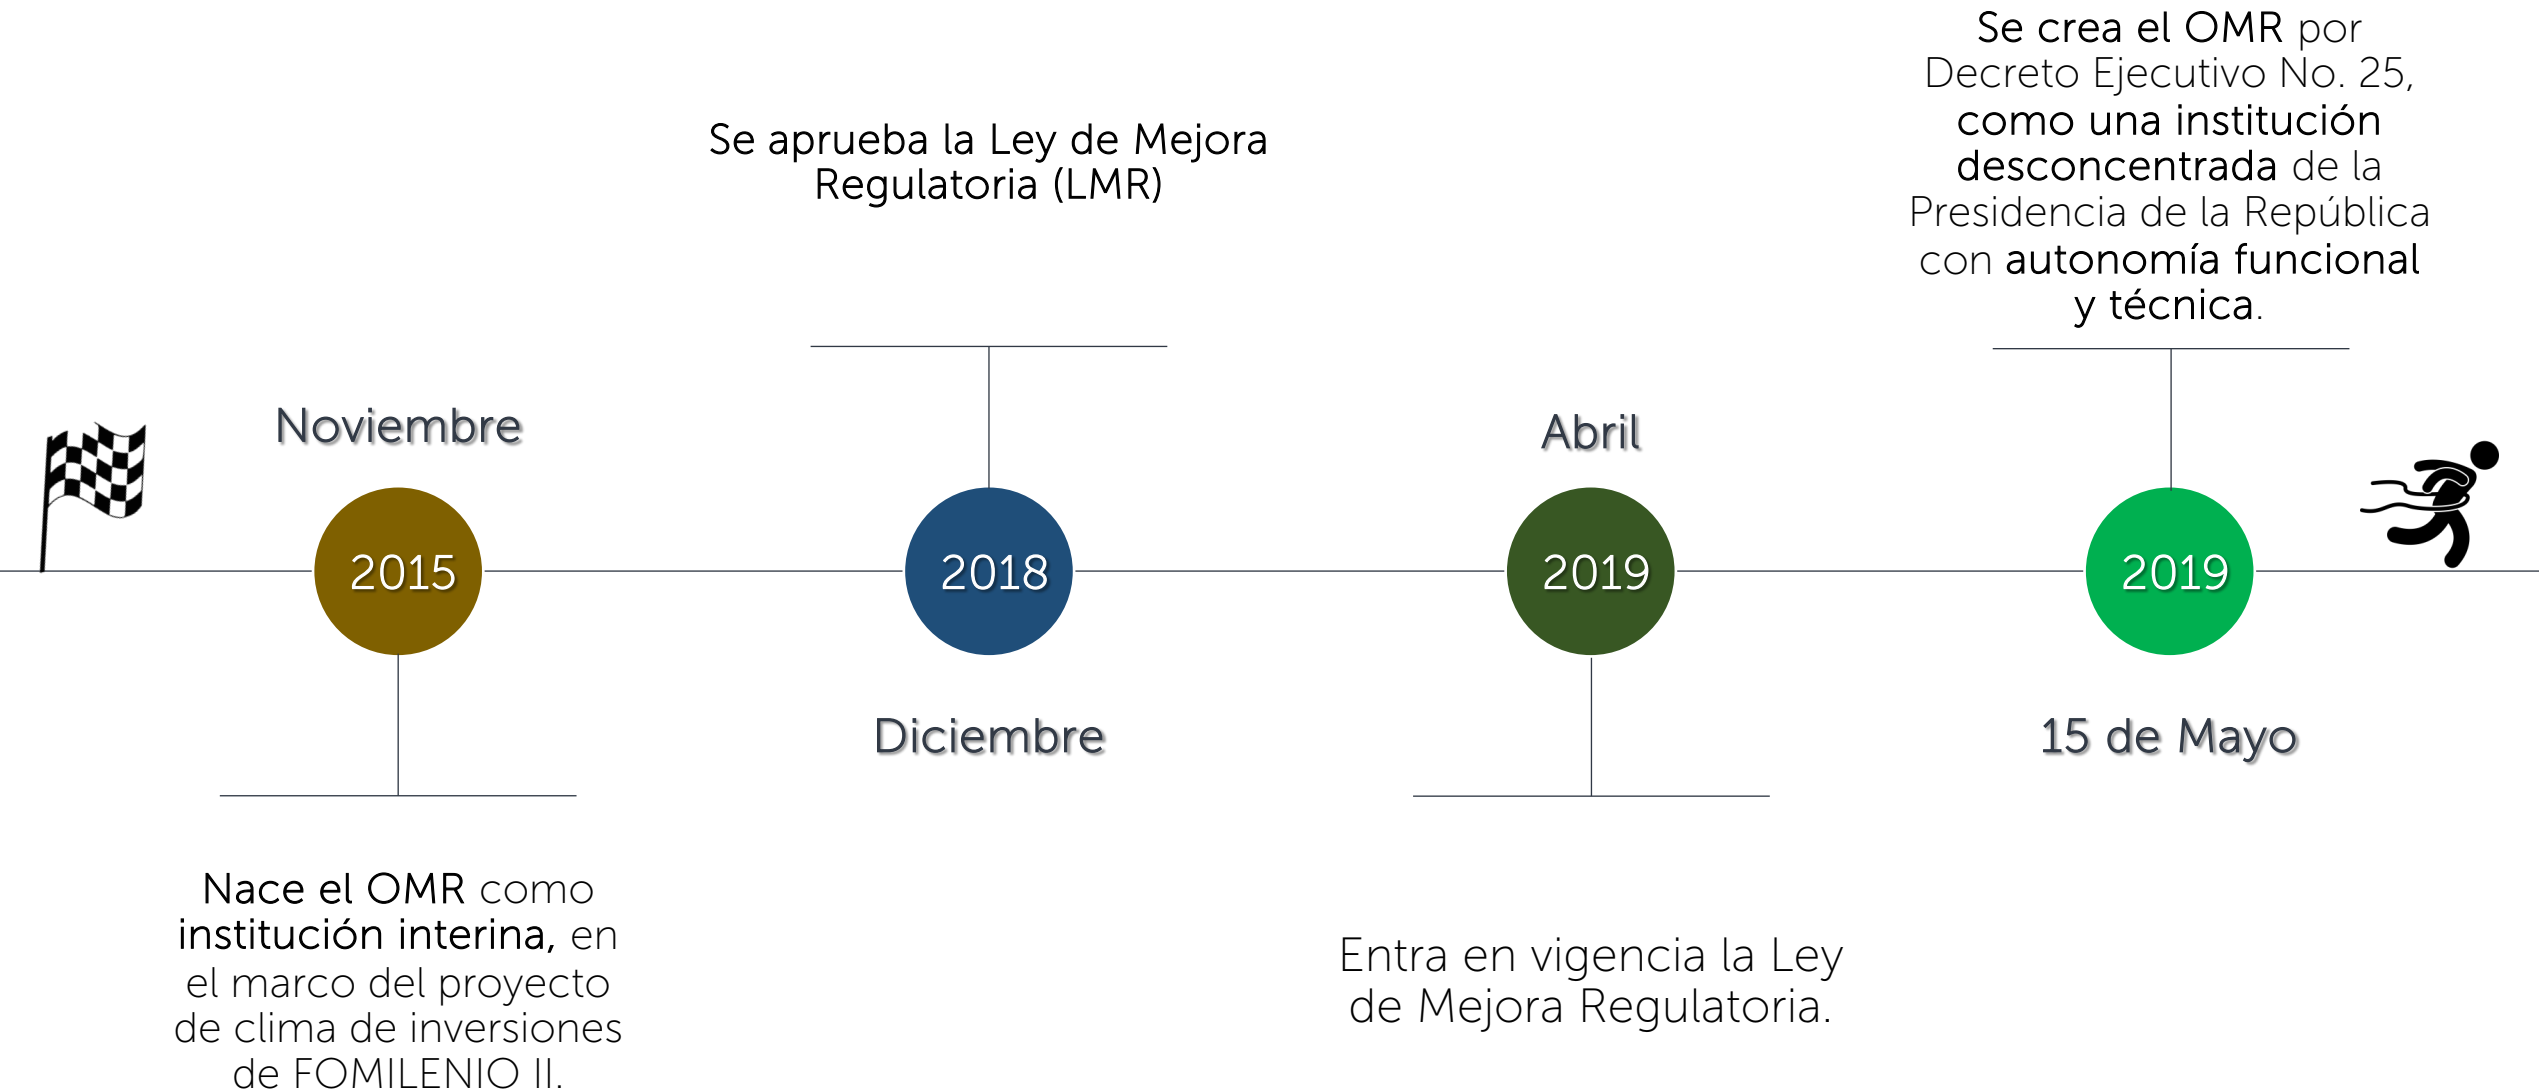 Noviembre
2015
Nace el OMR como
institución interina, en
el marco del proyecto
de clima de inversiones
de FOMILENIO II.
Se aprueba la Ley de Mejora
Regulatoria (LMR)
2018
Diciembre
Abril
2019
Entra en vigencia la Ley
de Mejora Regulatoria.
Se crea el OMR por
Decreto Ejecutivo No. 25,
como una institución
desconcentrada de la
Presidencia de la República
con autonomía funcional
y técnica.
2019
15 de Mayo